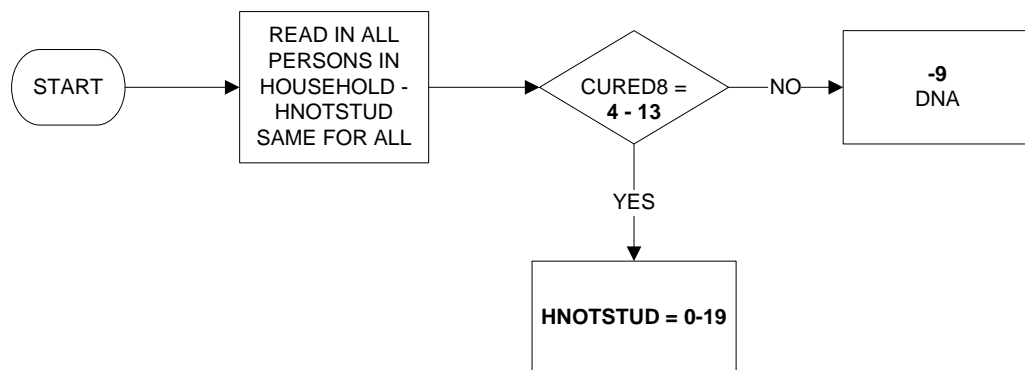 START
READ IN ALL
PERSONS IN
HOUSEHOLD -
HNOTSTUD
SAME FOR ALL
CURED8 =
4 - 13
NO
-9
DNA
YES
HNOTSTUD = 0-19